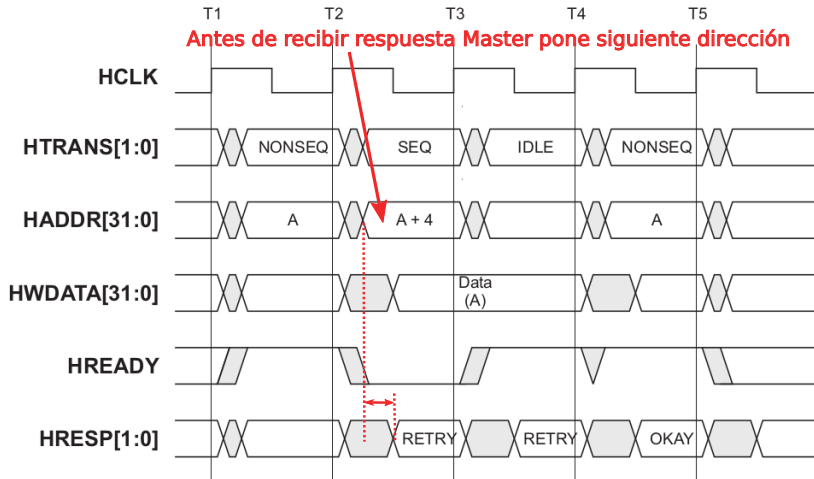 T1 T2 T3 T4 T5
Antes de recibir respuesta Master pone siguiente dirección
HCLK
HTRANS[1:0] NONSEQ SEQ IDLE NONSEQ
HADDR[31:0] A A + 4 A
HWDATA[31:0] Data
(A)
HREADY
HRESP[1:0] RETRY RETRY OKAY